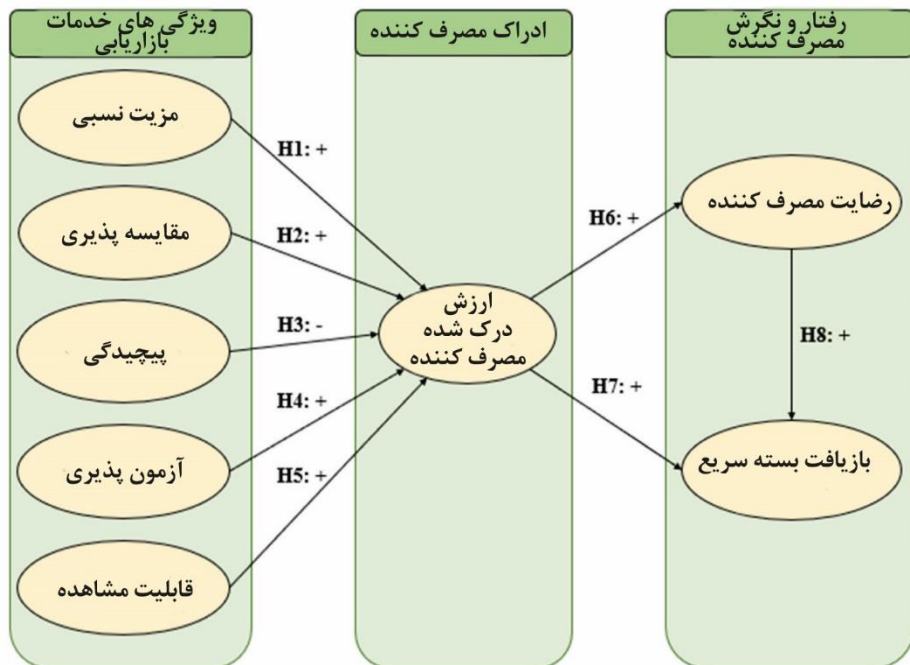 ویژگی های خدمات
بازاریابی
ادراک مصرف کننده
رفتار و نگرش
مصرف کننده
مزیت نسبی
مقایسه پذیری
پیچیدگی
آزمون پذیری
قابلیت مشاهده
H1: +
H2: +
H3: -
H4: +
H5: +
ارزش
درک شده
مصرف کننده
H6: +
H7: +
رضایت مصرف کننده
H8: +
بازیافت بسته سریع